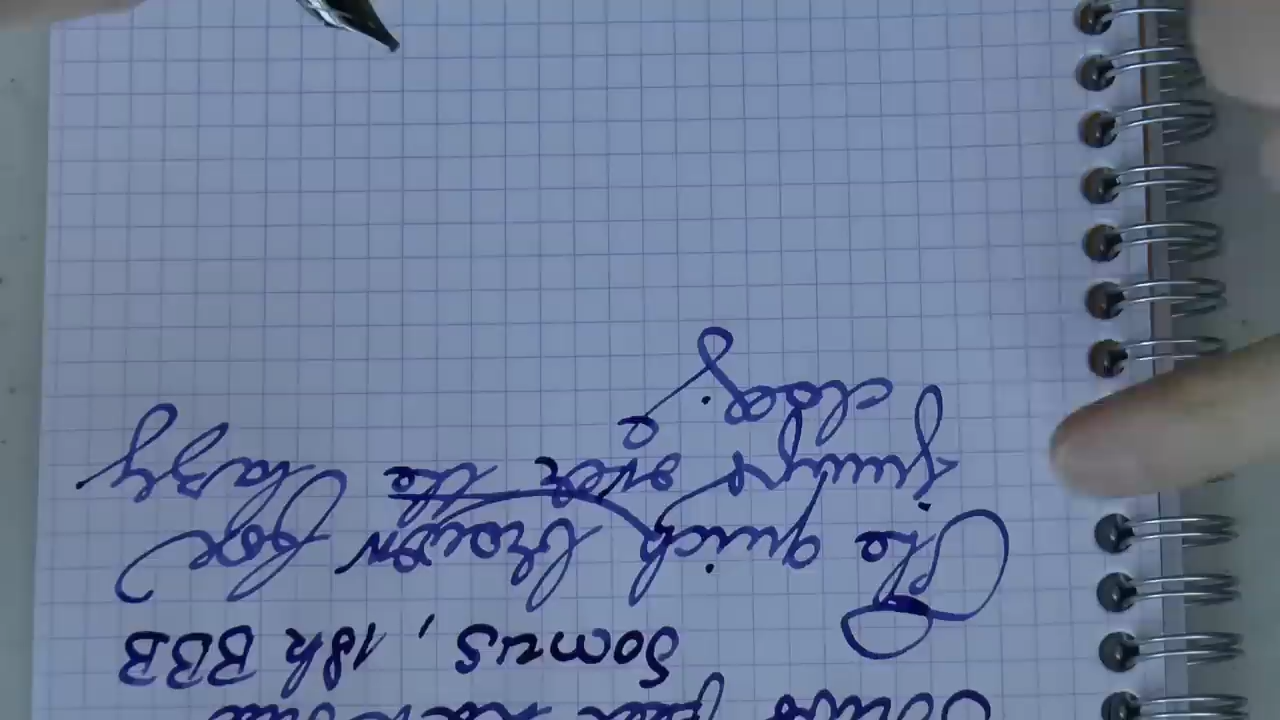 Somus, 18k BBB
The quick brown fox
jumps over the lazy
dog.